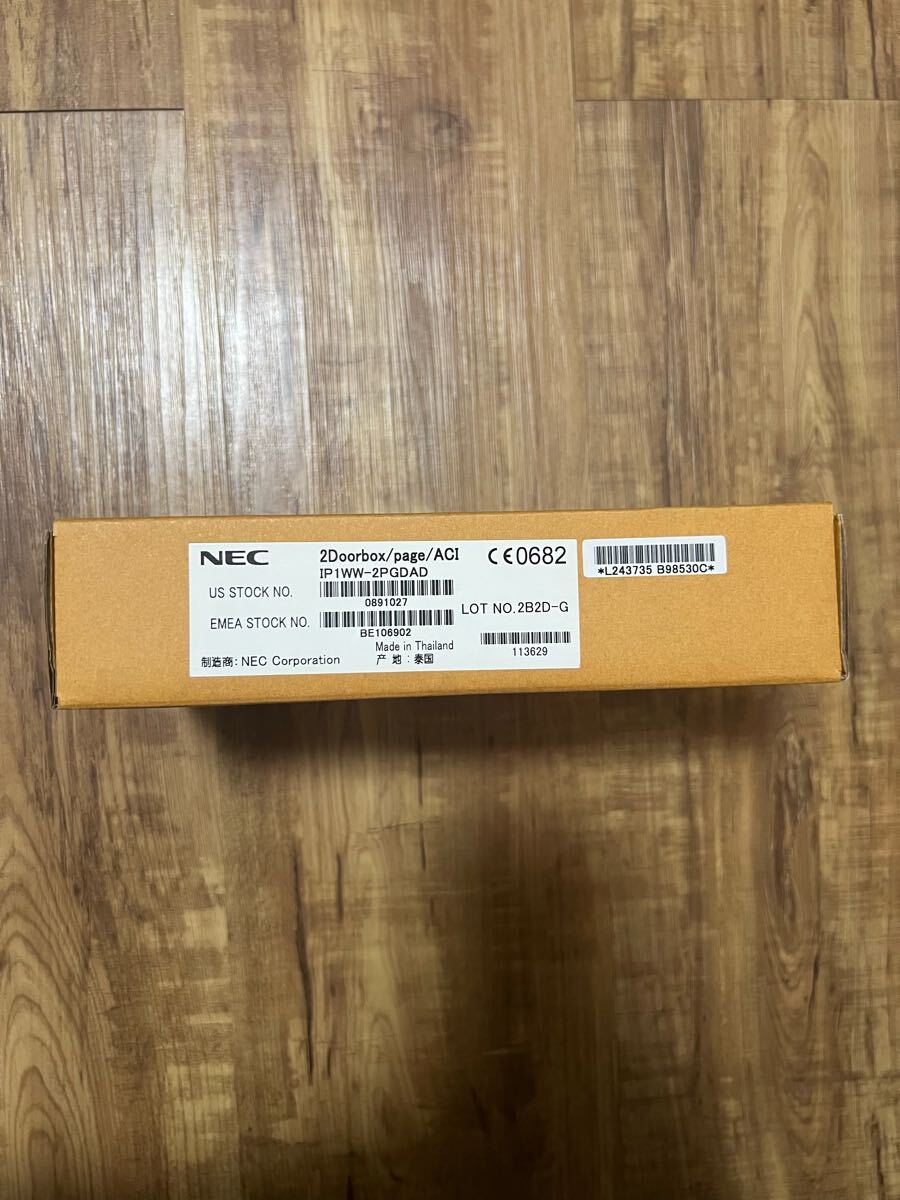 NEC 2Doorbox/page/ACI CE0682
IP1WW-2PGDAD
US STOCK NO.
0891027
LOT NO.2B2D-G
EMEA STOCK NO.
BE106902
Made in Thailand
制造商: NEC Corporation 产 地 : 泰国
113629
*L243735 B98530C*